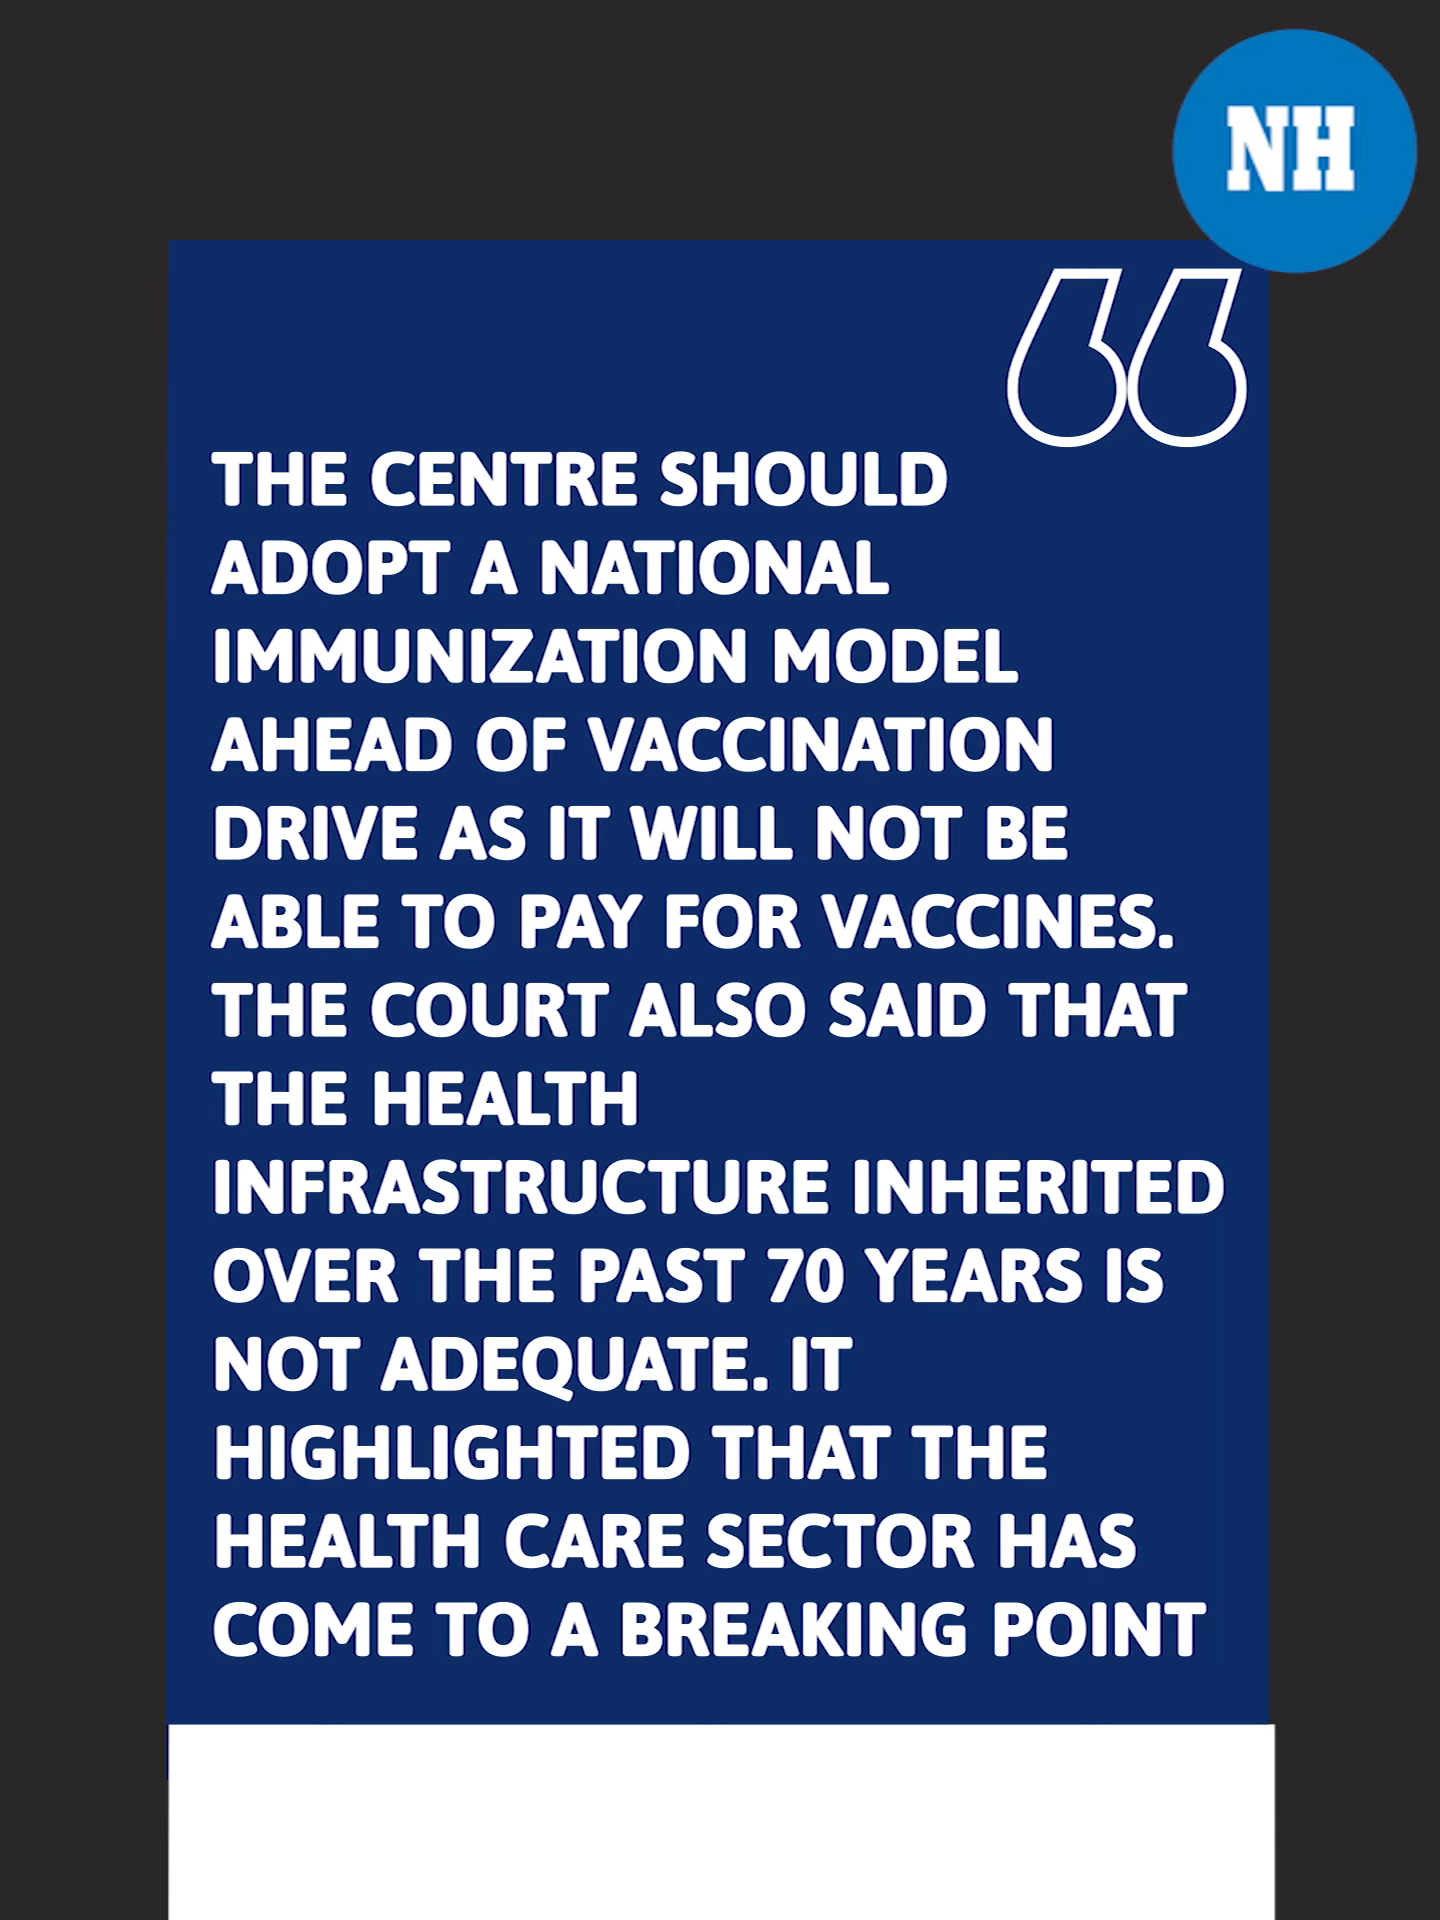 NH
THE CENTRE SHOULD
ADOPT A NATIONAL
IMMUNIZATION MODEL
AHEAD OF VACCINATION
DRIVE AS IT WILL NOT BE
ABLE TO PAY FOR VACCINES.
THE COURT ALSO SAID THAT
THE HEALTH
INFRASTRUCTURE INHERITED
OVER THE PAST 70 YEARS IS
NOT ADEQUATE. IT
HIGHLIGHTED THAT THE
HEALTH CARE SECTOR HAS
COME TO A BREAKING POINT